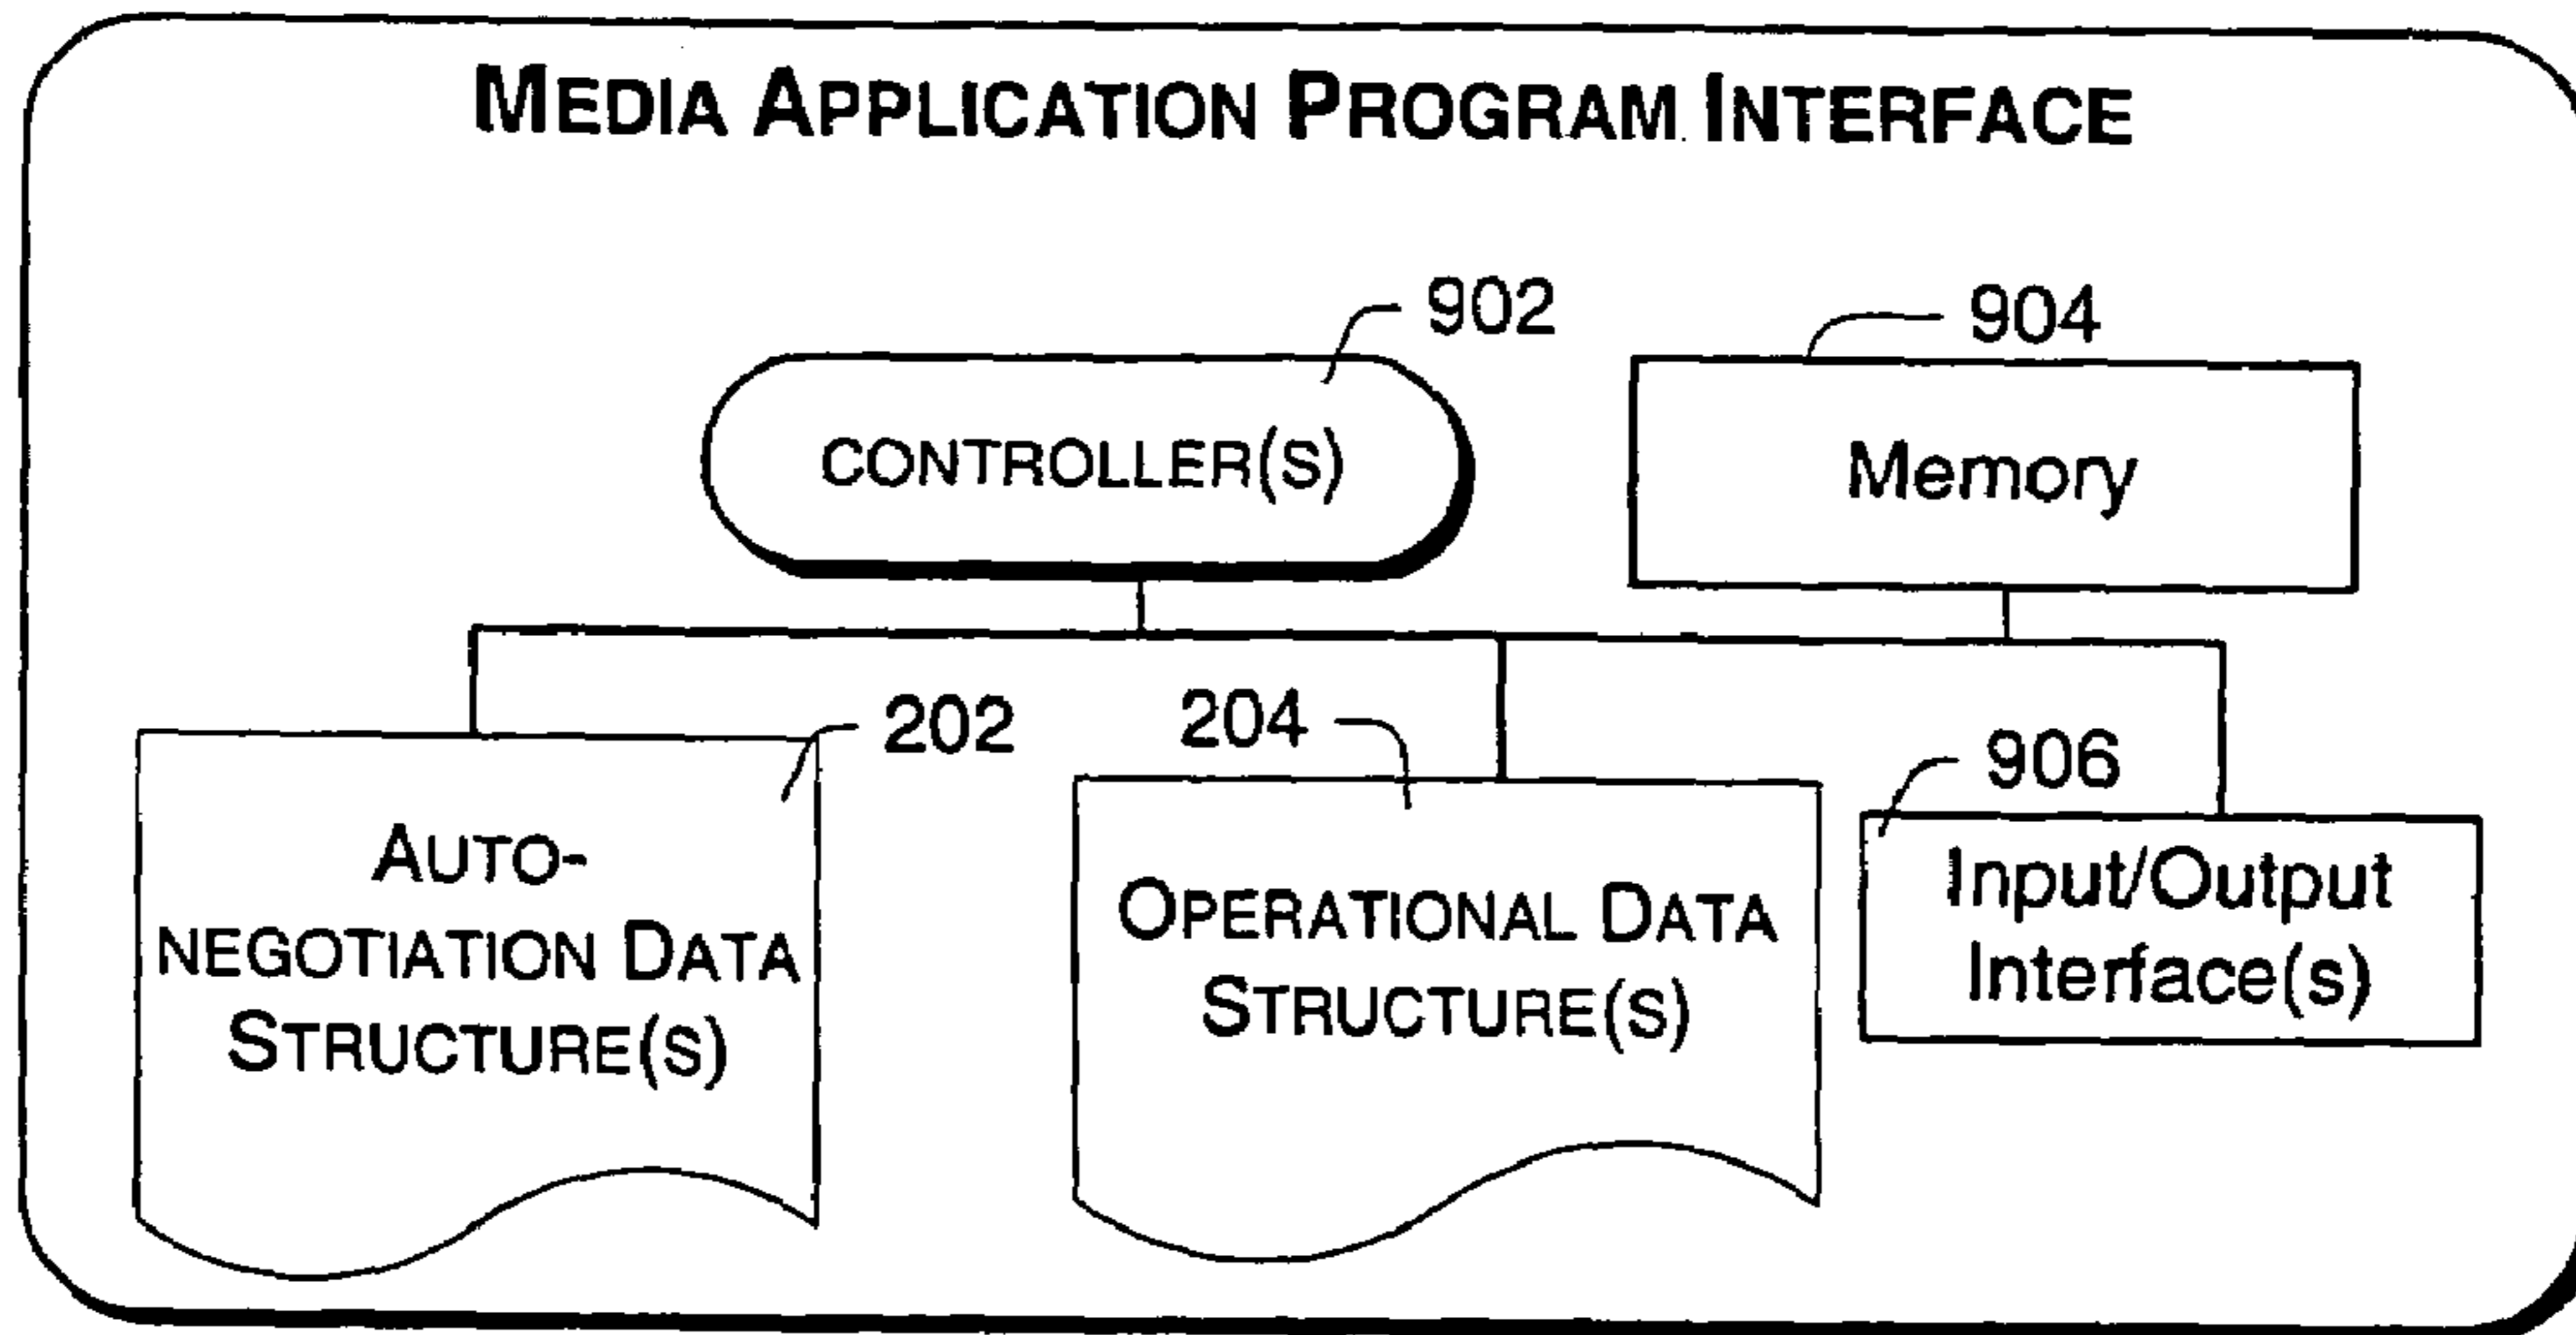 MEDIA APPLICATION PROGRAM INTERFACE
902
904
CONTROLLER(S)
Memory
202
204
906
AUTO-
NEGOTIATION DATA
STRUCTURE(S)
OPERATIONAL DATA
STRUCTURE(S)
Input/Output
Interface(s)